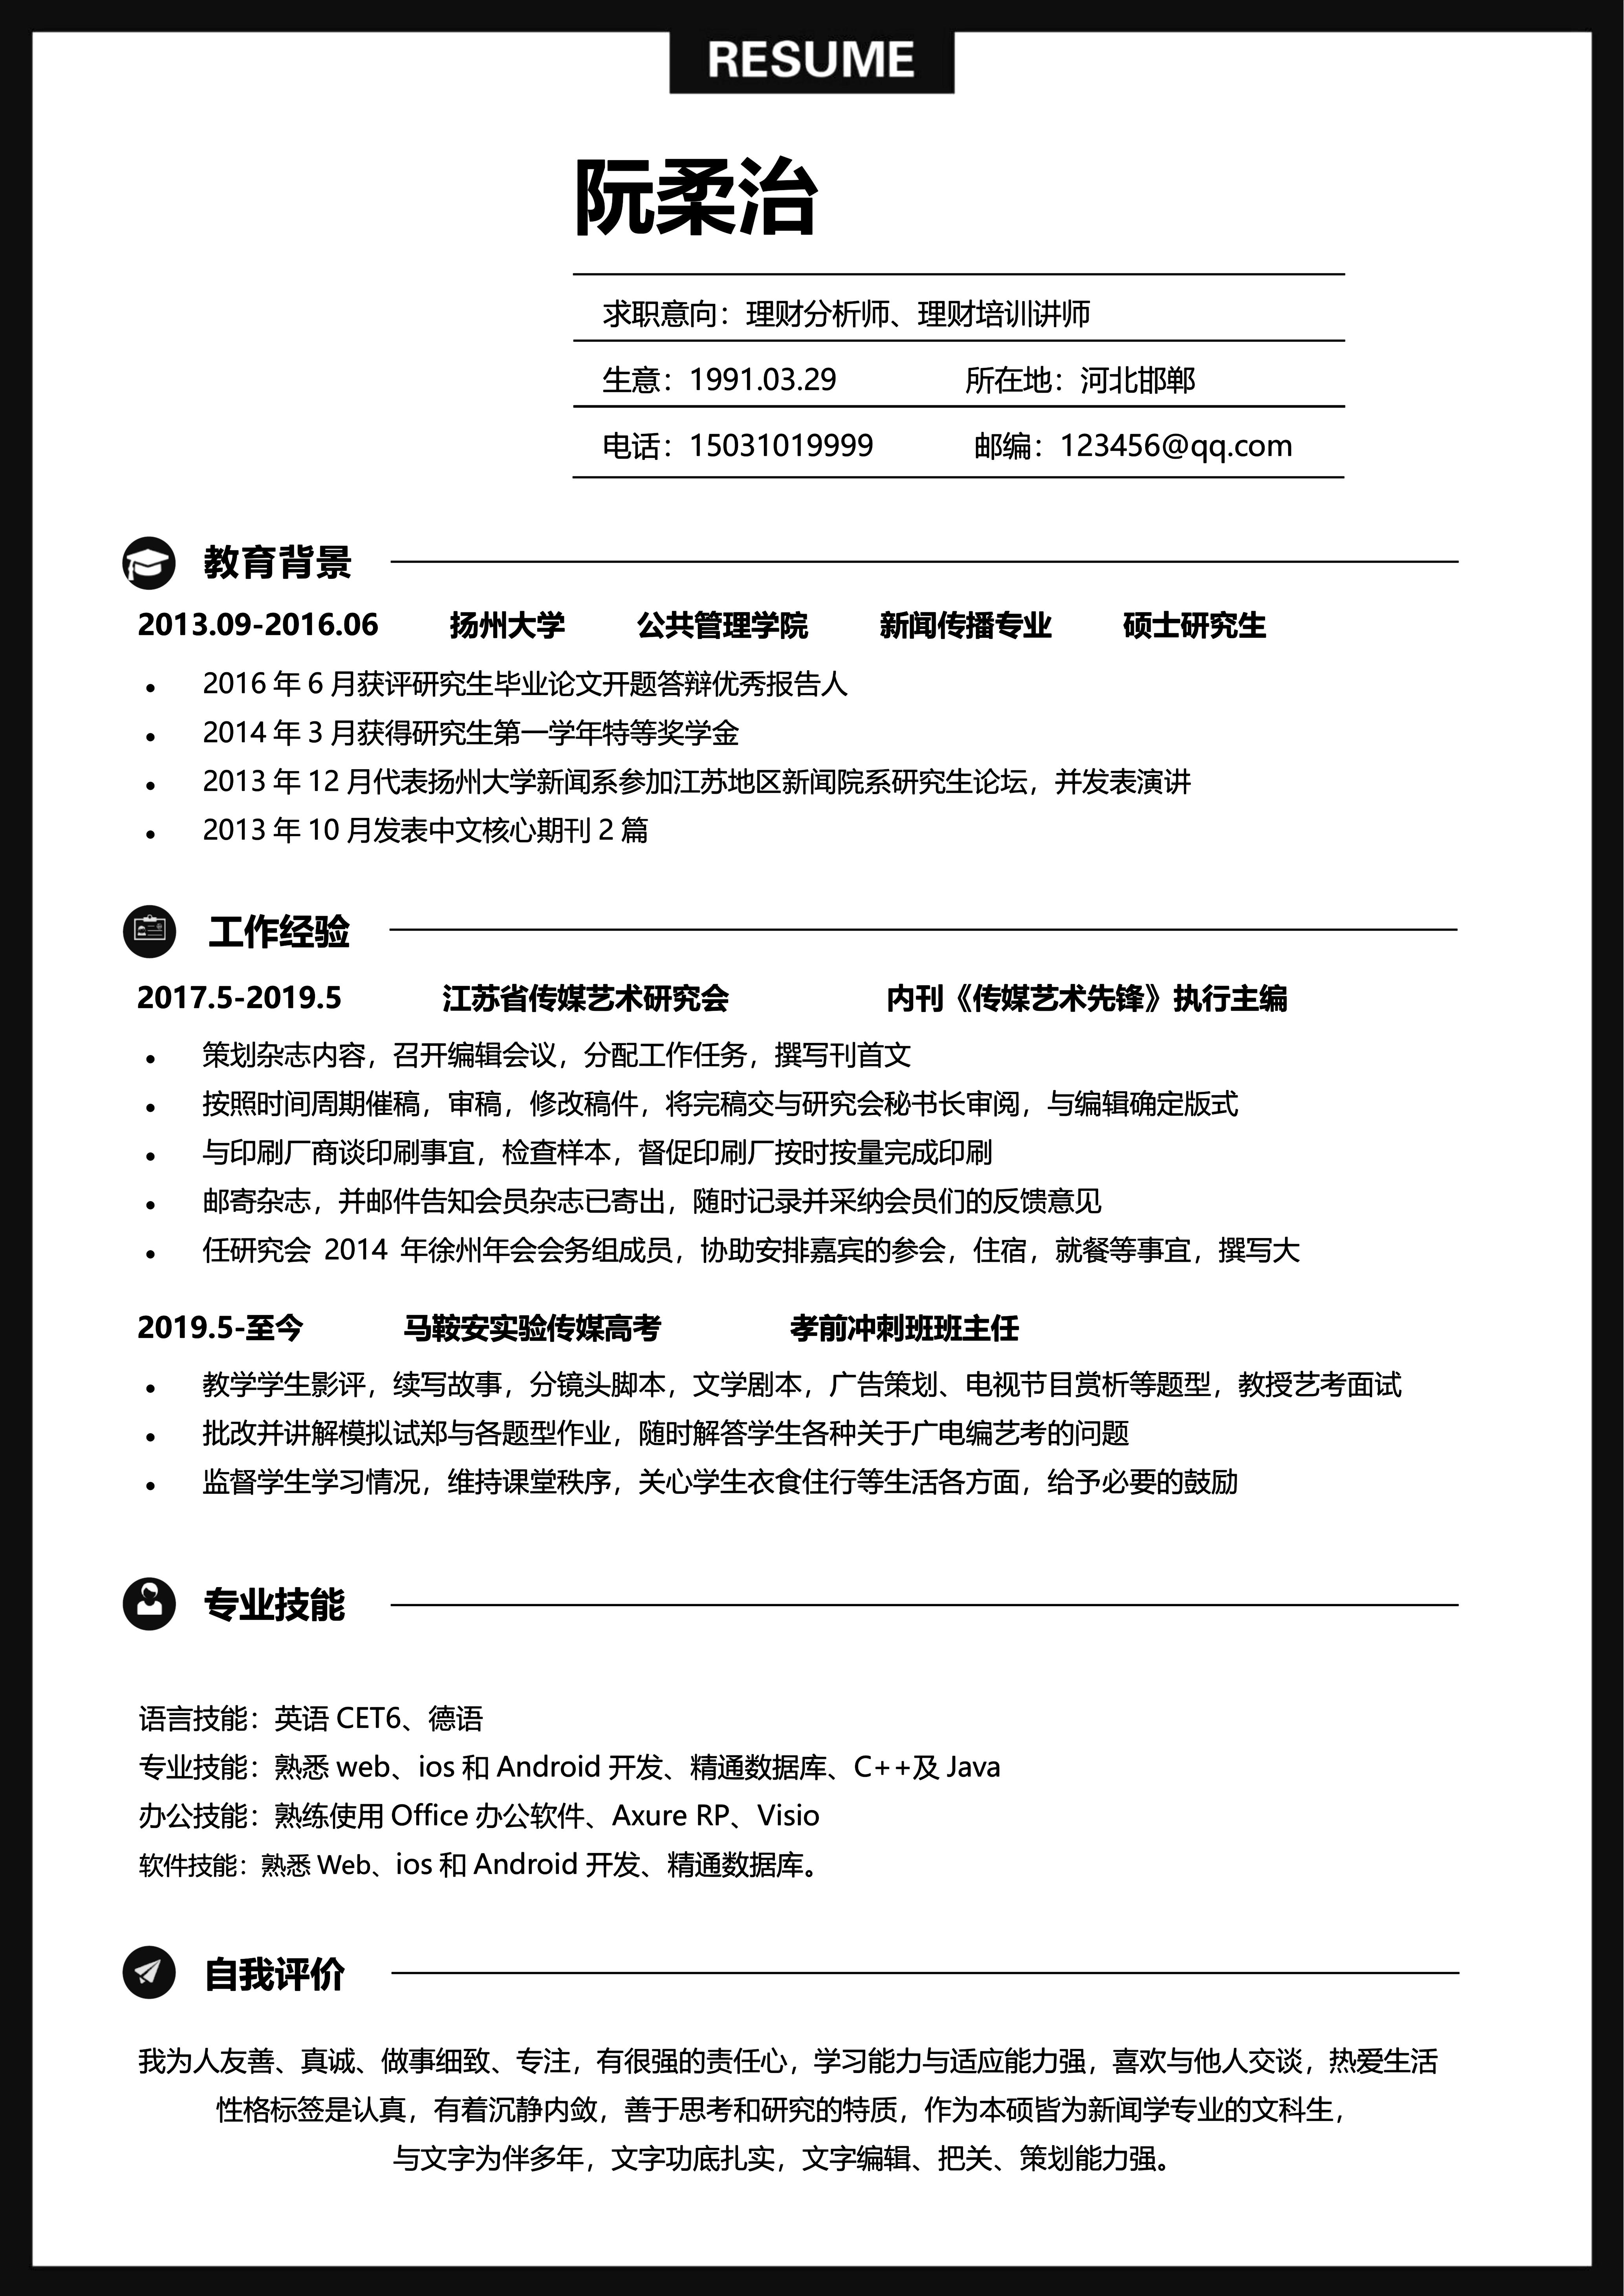 RESUME
阮柔治
求职意向：理财分析师、理财培训讲师
生意：1991.03.29 所在地：河北邯郸
电话：15031019999 邮编：123456@qq.com
教育背景
2013.09-2016.06 扬州大学 公共管理学院 新闻传播专业 硕士研究生
• 2016 年 6 月获评研究生毕业论文开题答辩优秀报告人
• 2014 年 3 月获得研究生第一学年特等奖学金
• 2013 年 12 月代表扬州大学新闻系参加江苏地区新闻院系研究生论坛，并发表演讲
• 2013 年 10 月发表中文核心期刊 2 篇
工作经验
2017.5-2019.5 江苏省传媒艺术研究会 内刊《传媒艺术先锋》执行主编
• 策划杂志内容，召开编辑会议，分配工作任务，撰写刊首文
• 按照时间周期催稿，审稿，修改稿件，将完稿交与研究会秘书长审阅，与编辑确定版式
• 与印刷厂商谈印刷事宜，检查样本，督促印刷厂按时按量完成印刷
• 邮寄杂志，并邮件告知会员杂志已寄出，随时记录并采纳会员们的反馈意见
• 任研究会 2014 年徐州年会会务组成员，协助安排嘉宾的参会，住宿，就餐等事宜，撰写大
2019.5-至今 马鞍安实验传媒高考 孝前冲刺班班主任
• 教学学生影评，续写故事，分镜头脚本，文学剧本，广告策划、电视节目赏析等题型，教授艺考面试
• 批改并讲解模拟试郑与各题型作业，随时解答学生各种关于广电编艺考的问题
• 监督学生学习情况，维持课堂秩序，关心学生衣食住行等生活各方面，给予必要的鼓励
专业技能
语言技能：英语 CET6、德语
专业技能：熟悉 web、ios 和 Android 开发、精通数据库、C++及 Java
办公技能：熟练使用 Office 办公软件、Axure RP、Visio
软件技能：熟悉 Web、ios 和 Android 开发、精通数据库。
自我评价
我为人友善、真诚、做事细致、专注，有很强的责任心，学习能力与适应能力强，喜欢与他人交谈，热爱生活
性格标签是认真，有着沉静内敛，善于思考和研究的特质，作为本硕皆为新闻学专业的文科生，
与文字为伴多年，文字功底扎实，文字编辑、把关、策划能力强。